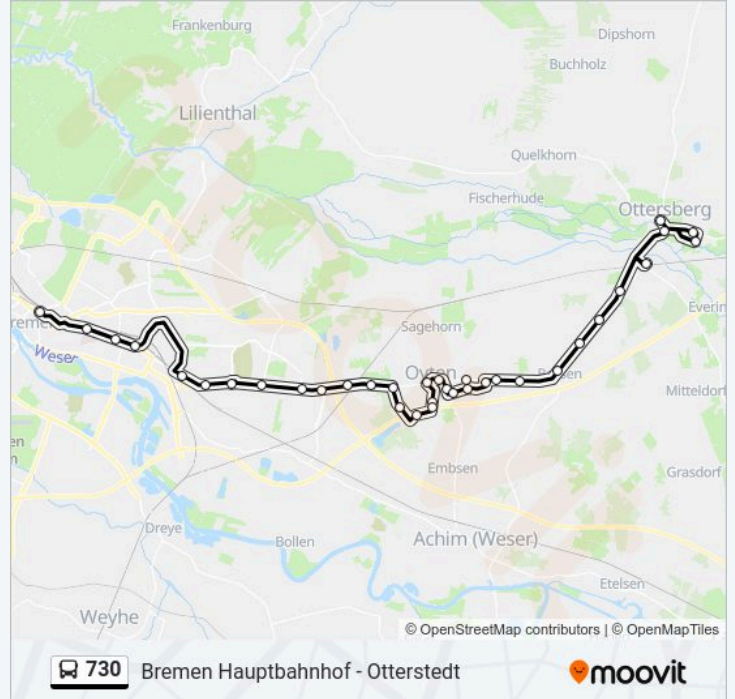 Frankenburg
Dipshorn
Buchholz
Lilienthal
Quelkhorn
Fischerhude
Ottersberg
Everin
Sagehorn
Weser
Oyten
Mitteldorf
en
n
Embsen
Grasdorf
Dreye
Bollen
Achim (Weser)
Etelsen
Weyhe
© OpenStreetMap contributors | © OpenMapTiles
730 Bremen Hauptbahnhof - Otterstedt
moovit